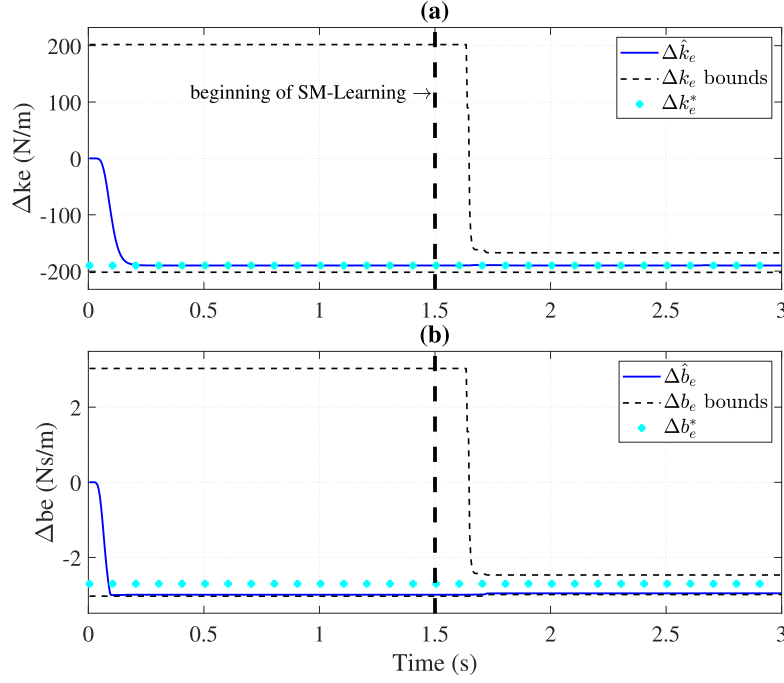 (a)
200
100
0
-100
-200
Δke (N/m)
beginning of SM-Learning →
Δk̂ₑ
Δkₑ bounds
Δkₑ*
0 0.5 1 1.5 2 2.5 3
(b)
2
0
-2
Δbe (Ns/m)
Δb̂ₑ
Δbₑ bounds
Δbₑ*
0 0.5 1 1.5 2 2.5 3
Time (s)